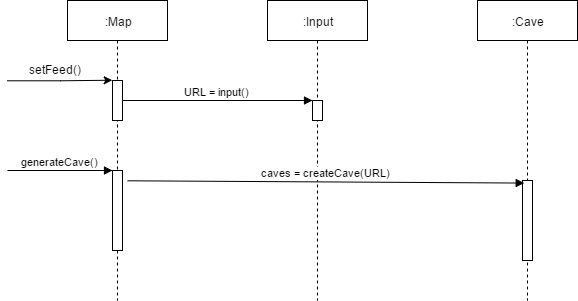 :Map
:Input
:Cave
setFeed()
URL = input()
generateCave()
caves = createCave(URL)